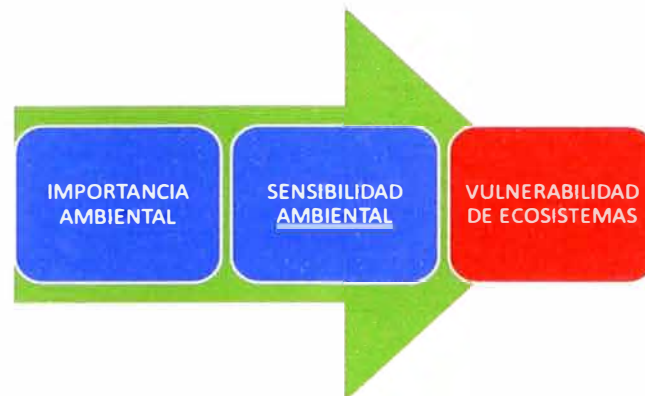 IMPORTANCIA
AMBIENTAL
SENSIBILIDAD
AMBIENTAL
VULNERABILIDAD
DE ECOSISTEMAS